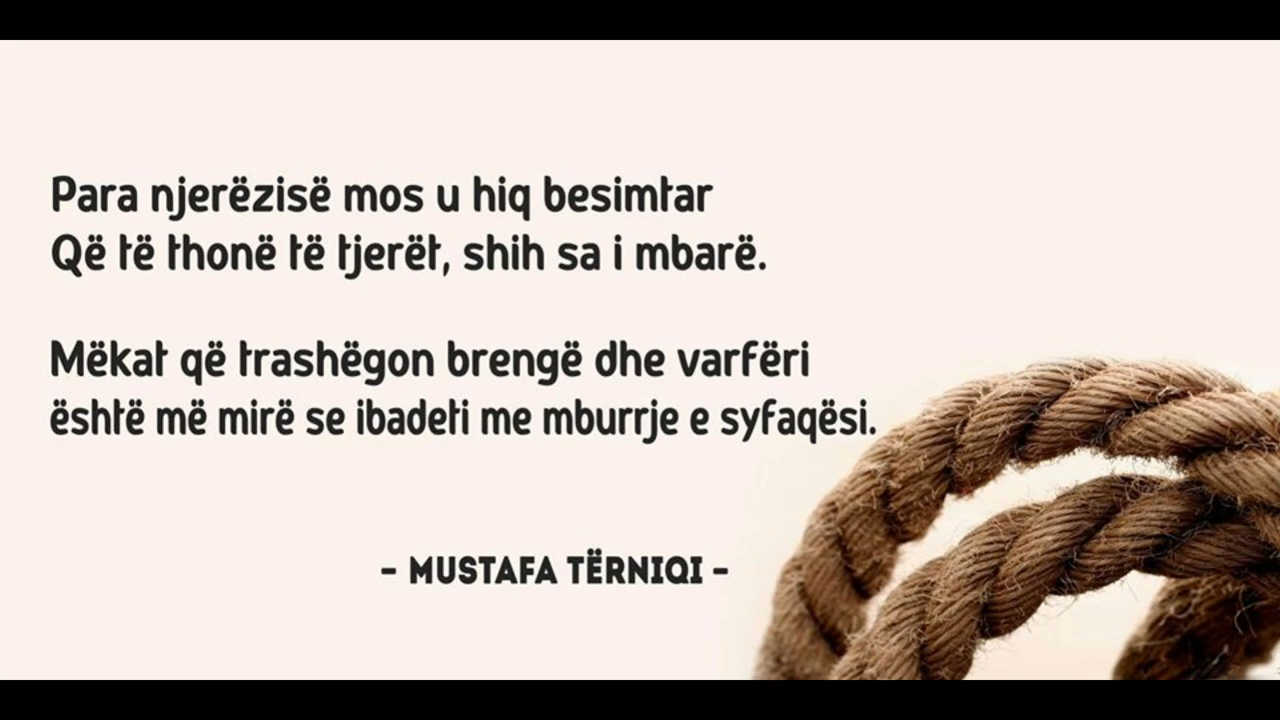 Para njerëzisë mos u hiq besimtar
Që të thonë të tjerët, shih sa i mbarë.
Mëkat që trashëgon brengë dhe varfëri
është më mirë se ibadeti me mburrje e syfaqësi.
- MUSTAFA TËRNIQI -